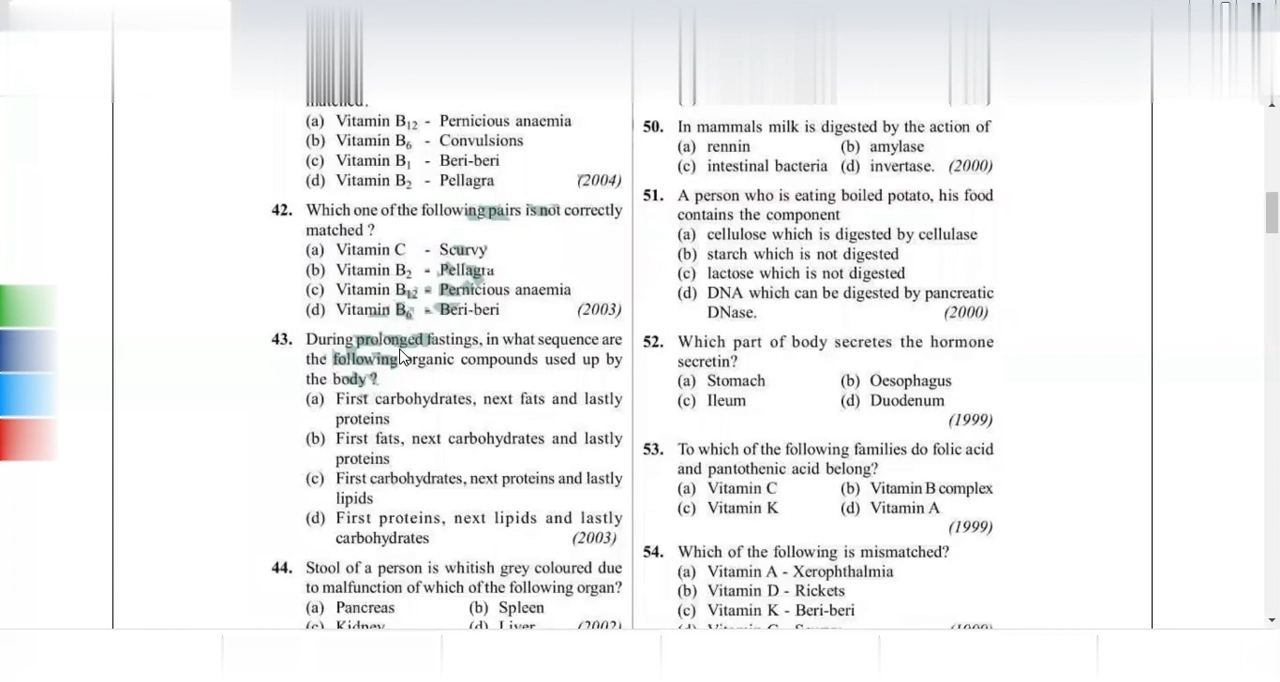 matched.
(a) Vitamin B12 - Pernicious anaemia
(b) Vitamin B6 - Convulsions
(c) Vitamin B1 - Beri-beri
(d) Vitamin B2 - Pellagra (2004)
42. Which one of the following pairs is not correctly
matched ?
(a) Vitamin C - Scurvy
(b) Vitamin B2 - Pellagra
(c) Vitamin B12 - Pernicious anaemia
(d) Vitamin B6 - Beri-beri (2003)
43. During prolonged fastings, in what sequence are
the following organic compounds used up by
the body ?
(a) First carbohydrates, next fats and lastly
proteins
(b) First fats, next carbohydrates and lastly
proteins
(c) First carbohydrates, next proteins and lastly
lipids
(d) First proteins, next lipids and lastly
carbohydrates (2003)
44. Stool of a person is whitish grey coloured due
to malfunction of which of the following organ?
(a) Pancreas (b) Spleen
(c) Kidney (d) Liver (2002)
50. In mammals milk is digested by the action of
(a) rennin (b) amylase
(c) intestinal bacteria (d) invertase. (2000)
51. A person who is eating boiled potato, his food
contains the component
(a) cellulose which is digested by cellulase
(b) starch which is not digested
(c) lactose which is not digested
(d) DNA which can be digested by pancreatic
DNase. (2000)
52. Which part of body secretes the hormone
secretin?
(a) Stomach (b) Oesophagus
(c) Ileum (d) Duodenum
(1999)
53. To which of the following families do folic acid
and pantothenic acid belong?
(a) Vitamin C (b) Vitamin B complex
(c) Vitamin K (d) Vitamin A
(1999)
54. Which of the following is mismatched?
(a) Vitamin A - Xerophthalmia
(b) Vitamin D - Rickets
(c) Vitamin K - Beri-beri